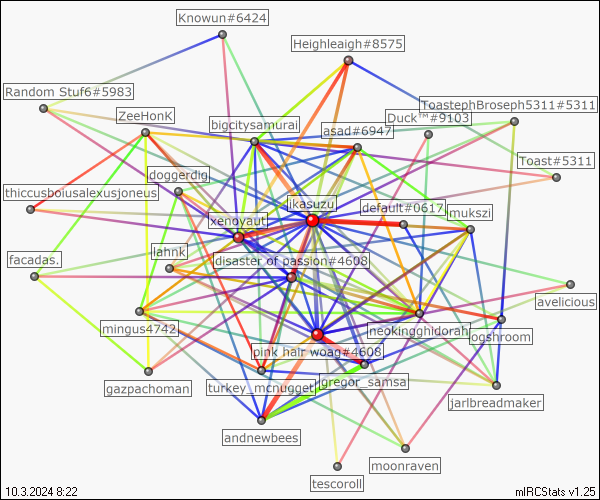 Knowun#6424
Heighleaigh#8575
Random Stuf6#5983
ToastephBroseph5311#5311
ZeeHonK
bigcitysamurai
Duck™#9103
asad#6947
Toast#5311
doggerdig
thiccusboiusalexusjoneus
ikasuzu
default#0617
xenoyaut
mukszi
facadas.
iahnk
disaster of passion#4608
avelicious
mingus4742
neokingghidorah
ogshroom
pink hair woag#4608
gazpachoman
turkey_mcnugget
gregor_samsa
jarlbreadmaker
andnewbees
moonraven
tescoroll
10.3.2024 8:22
mIRCStats v1.25